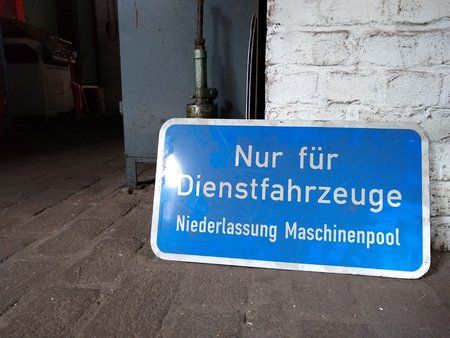 Nur für
Dienstfahrzeuge
Niederlassung Maschinenpool